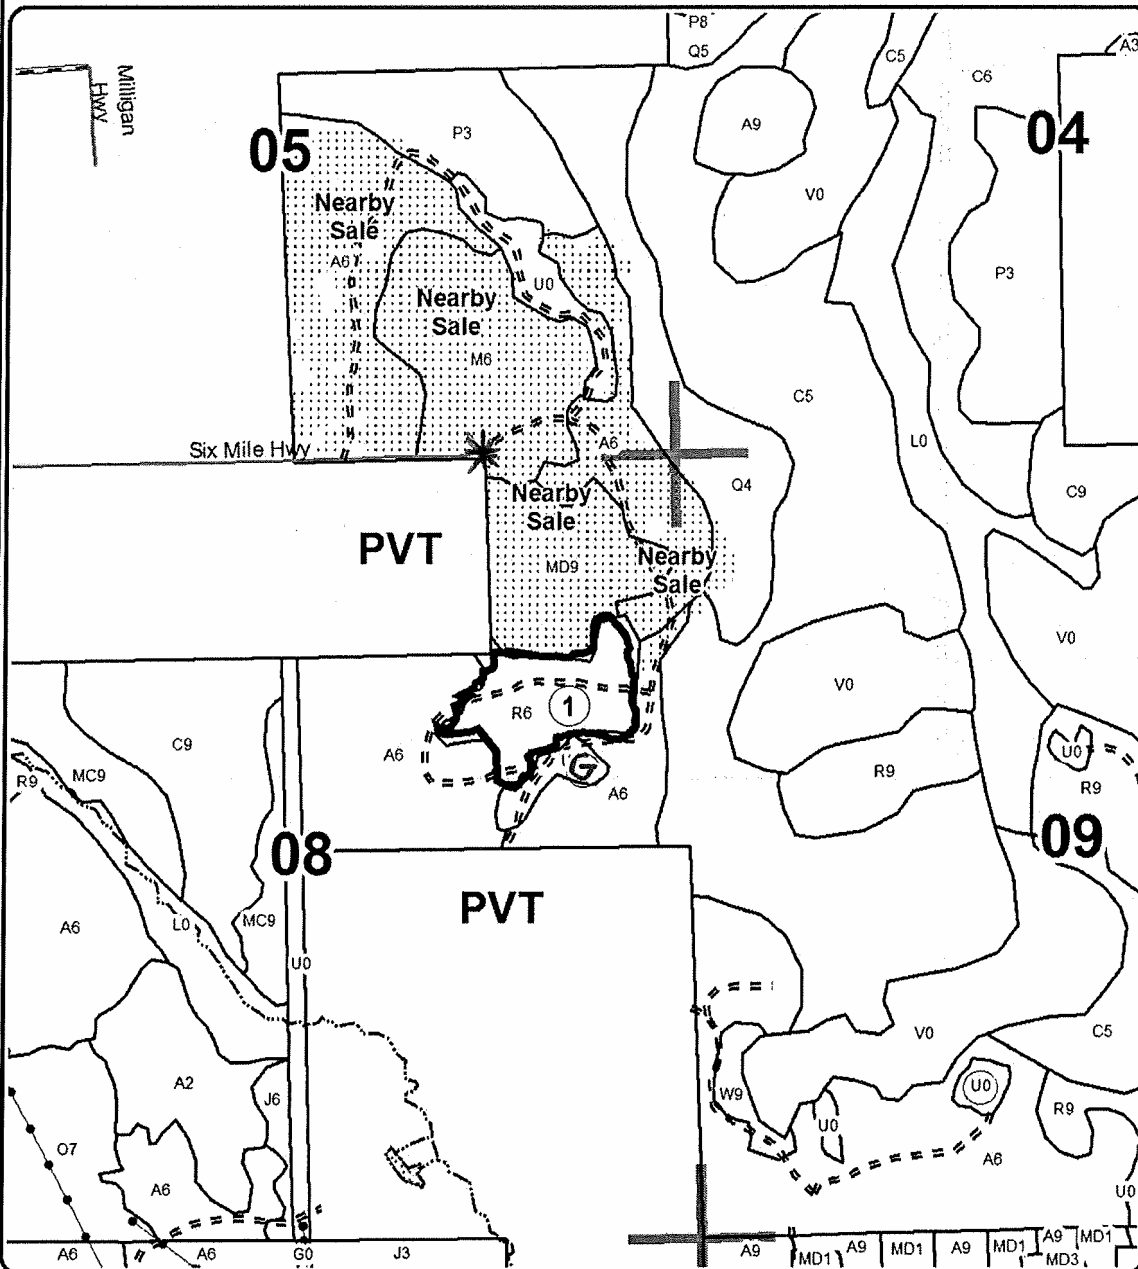 P8
Q5
C5
A3
C6
Milligan
Hwy
A9
04
05
P3
Nearby
Sale
V0
A6
P3
U0
Nearby
Sale
M6
C5
Six Mile Hwy
A6
L0
Q4
C9
Nearby
Sale
PVT
Nearby
Sale
MD9
V0
V0
R6
1
C9
A6
U0
MC9
R9
G
R9
R9
A6
08
09
PVT
A6
L0
MC9
U0
V0
C5
A2
J6
W9
U0
R9
U0
O7
A6
A6
U0
A6
A6
G0
J3
A9
MD1
A9
MD1
A9
MD1
A9
MD3
MD1